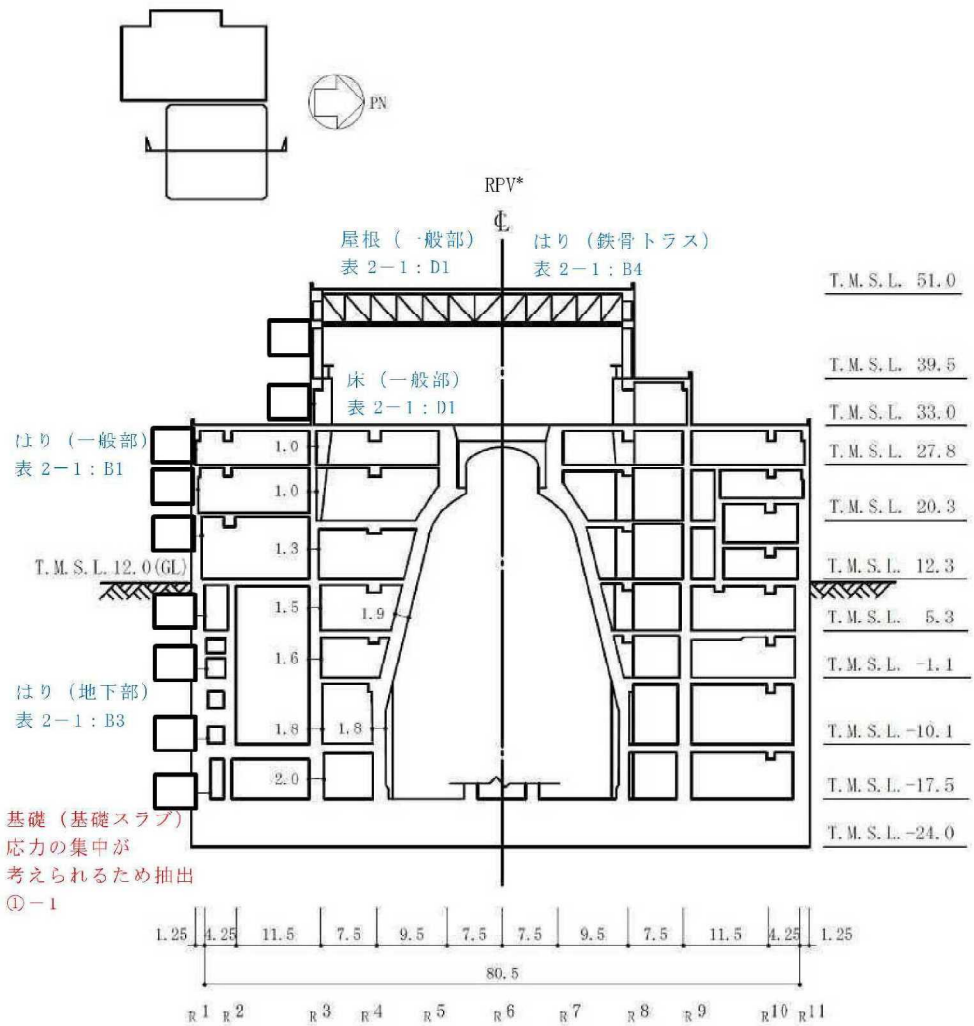 PN
RPV*
℄
屋根（一般部）
表 2－1：D1
はり（鉄骨トラス）
表 2－1：B4
T.M.S.L. 51.0
T.M.S.L. 39.5
床（一般部）
表 2－1：D1
T.M.S.L. 33.0
はり（一般部）
表 2－1：B1
1.0
T.M.S.L. 27.8
1.0
T.M.S.L. 20.3
1.3
T.M.S.L. 12.0(GL)
T.M.S.L. 12.3
1.5
1.9
T.M.S.L. 5.3
1.6
T.M.S.L. -1.1
はり（地下部）
表 2－1：B3
1.8
1.8
T.M.S.L. -10.1
2.0
T.M.S.L. -17.5
基礎（基礎スラブ）
応力の集中が
考えられるため抽出
①－1
T.M.S.L. -24.0
1.25 4.25 11.5 7.5 9.5 7.5 7.5 9.5 7.5 11.5 4.25 1.25
80.5
R1 R2 R3 R4 R5 R6 R7 R8 R9 R10 R11